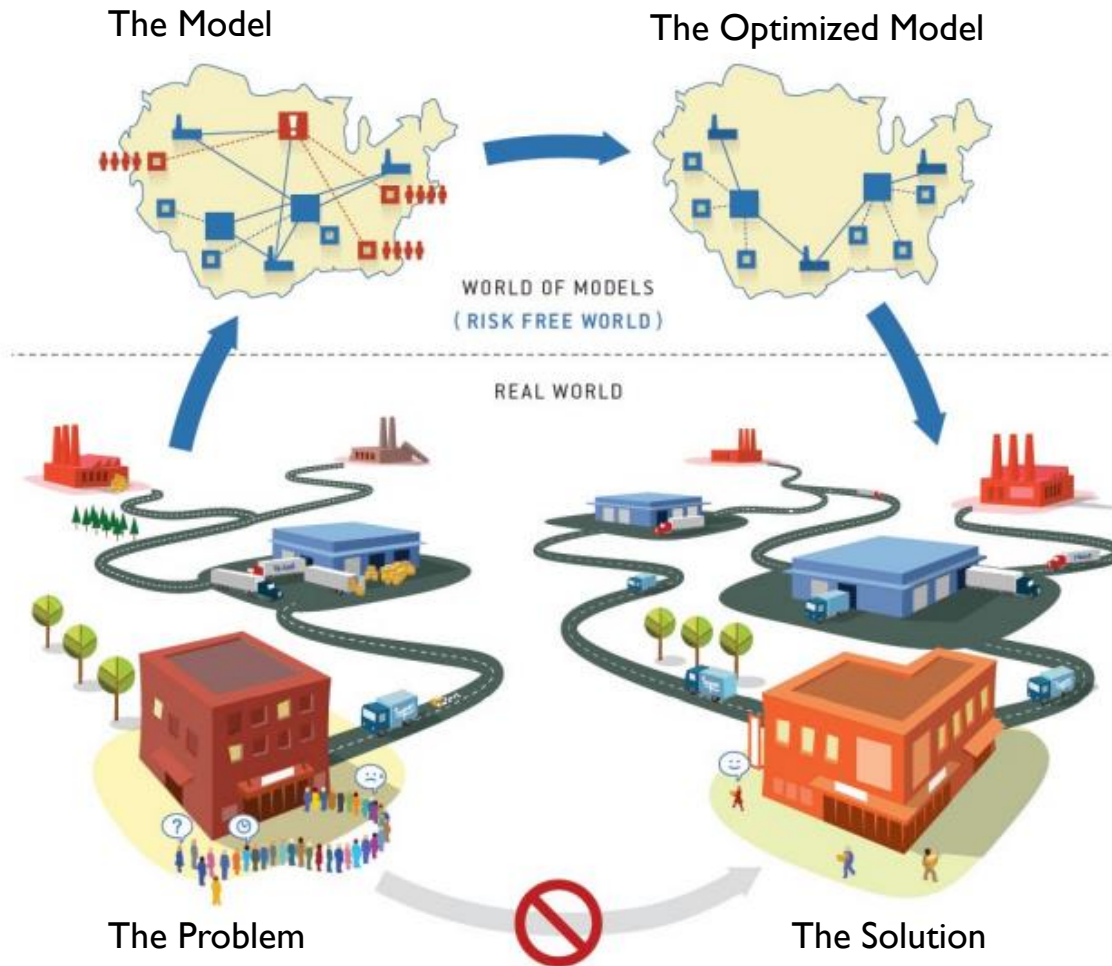 The Model
The Optimized Model
!
WORLD OF MODELS
( RISK FREE WORLD )
REAL WORLD
?
The Problem
The Solution